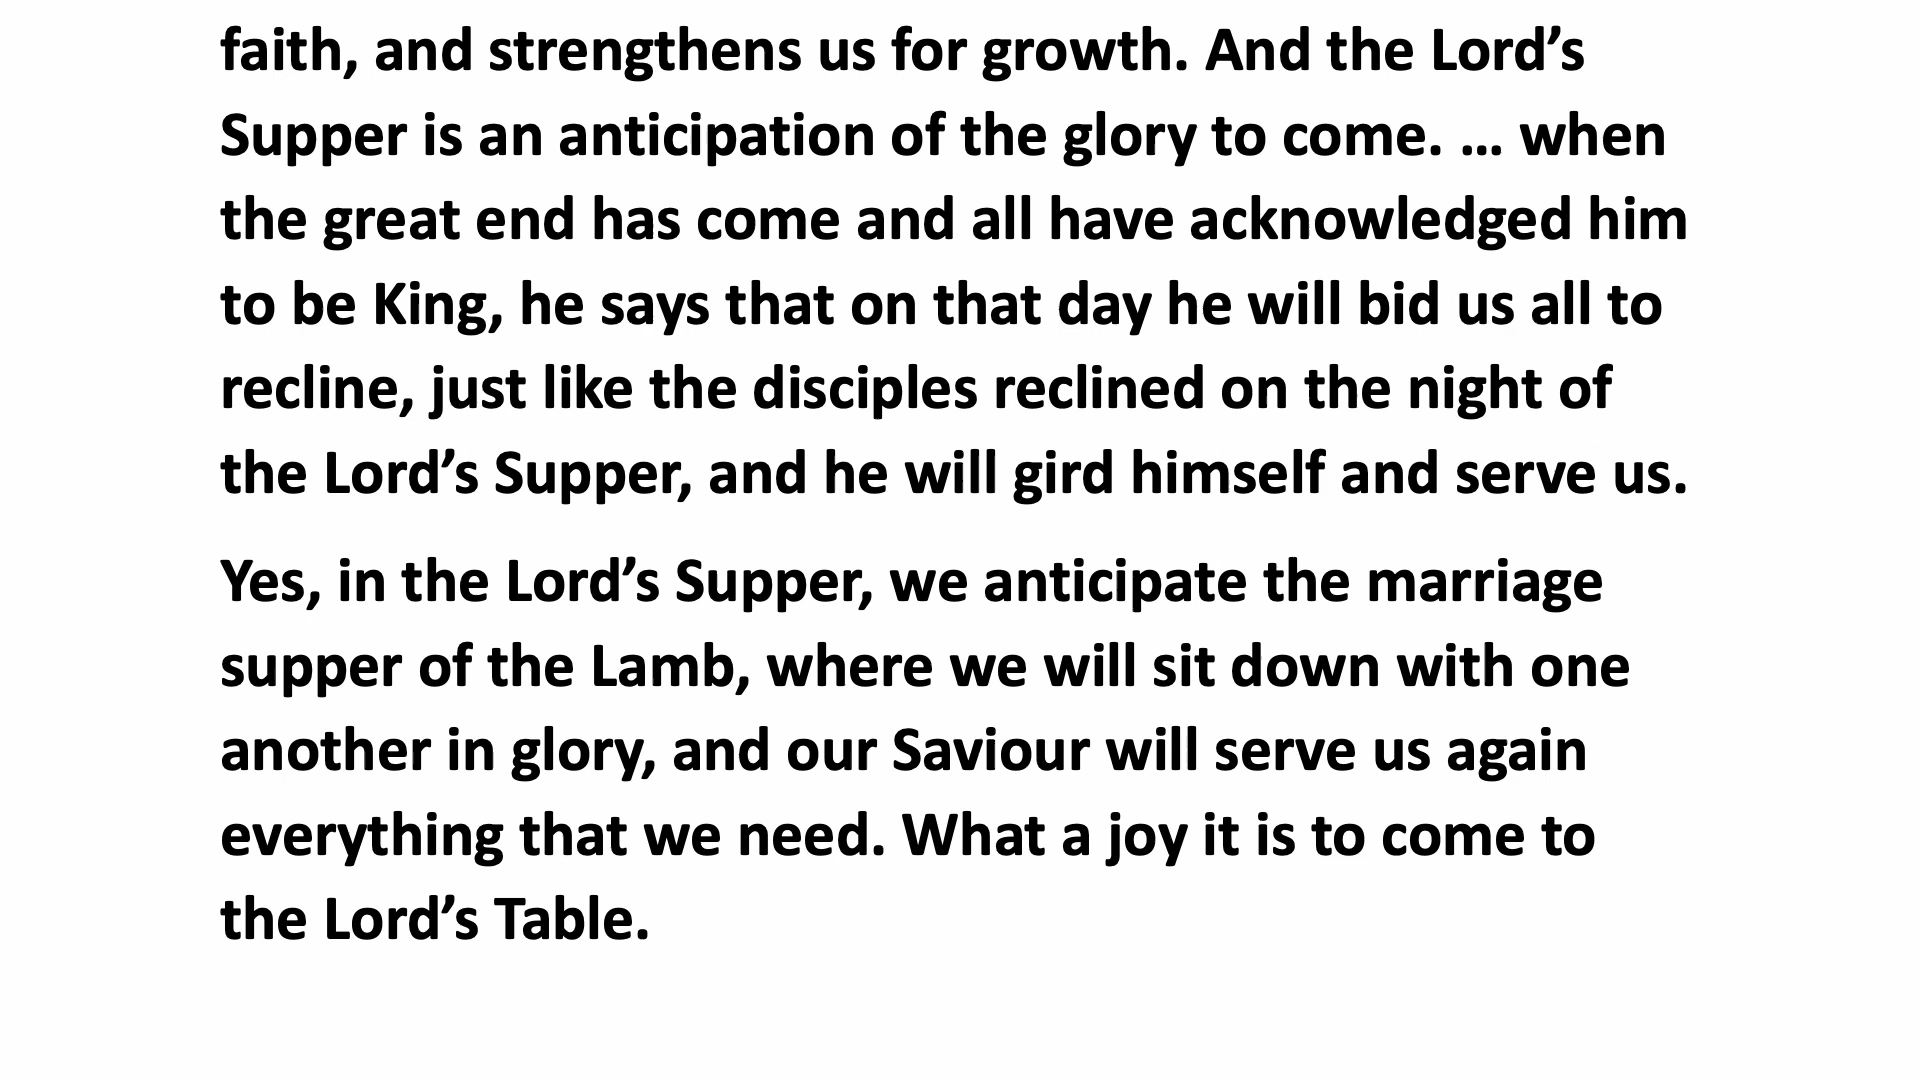 faith, and strengthens us for growth. And the Lord’s
Supper is an anticipation of the glory to come. … when
the great end has come and all have acknowledged him
to be King, he says that on that day he will bid us all to
recline, just like the disciples reclined on the night of
the Lord’s Supper, and he will gird himself and serve us.
Yes, in the Lord’s Supper, we anticipate the marriage
supper of the Lamb, where we will sit down with one
another in glory, and our Saviour will serve us again
everything that we need. What a joy it is to come to
the Lord’s Table.